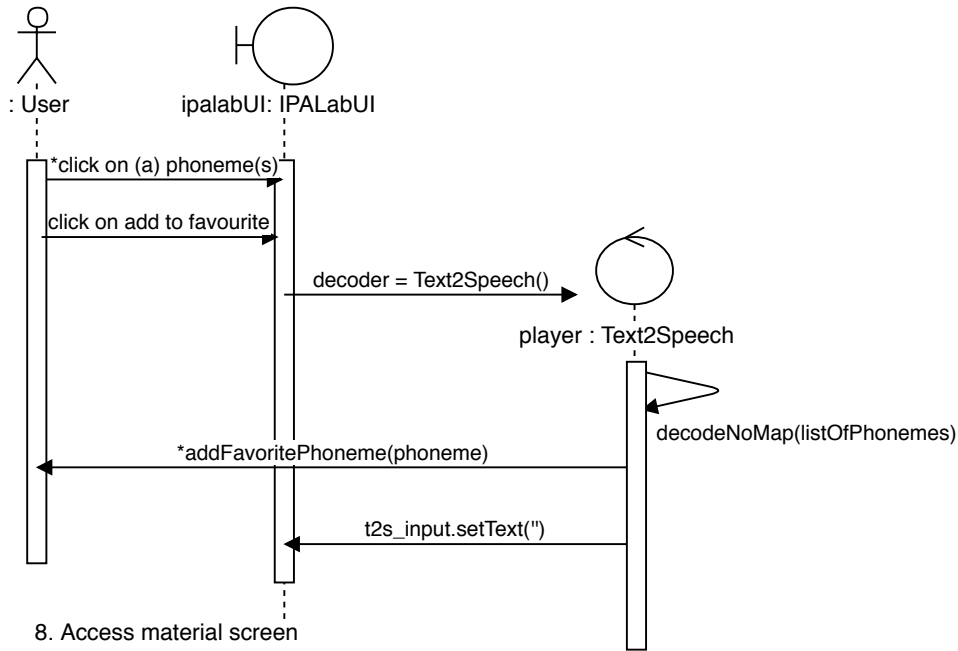 : User
ipalabUI: IPALabUI
*click on (a) phoneme(s)
click on add to favourite
decoder = Text2Speech()
player : Text2Speech
decodeNoMap(listOfPhonemes)
*addFavoritePhoneme(phoneme)
t2s_input.setText('')
8. Access material screen